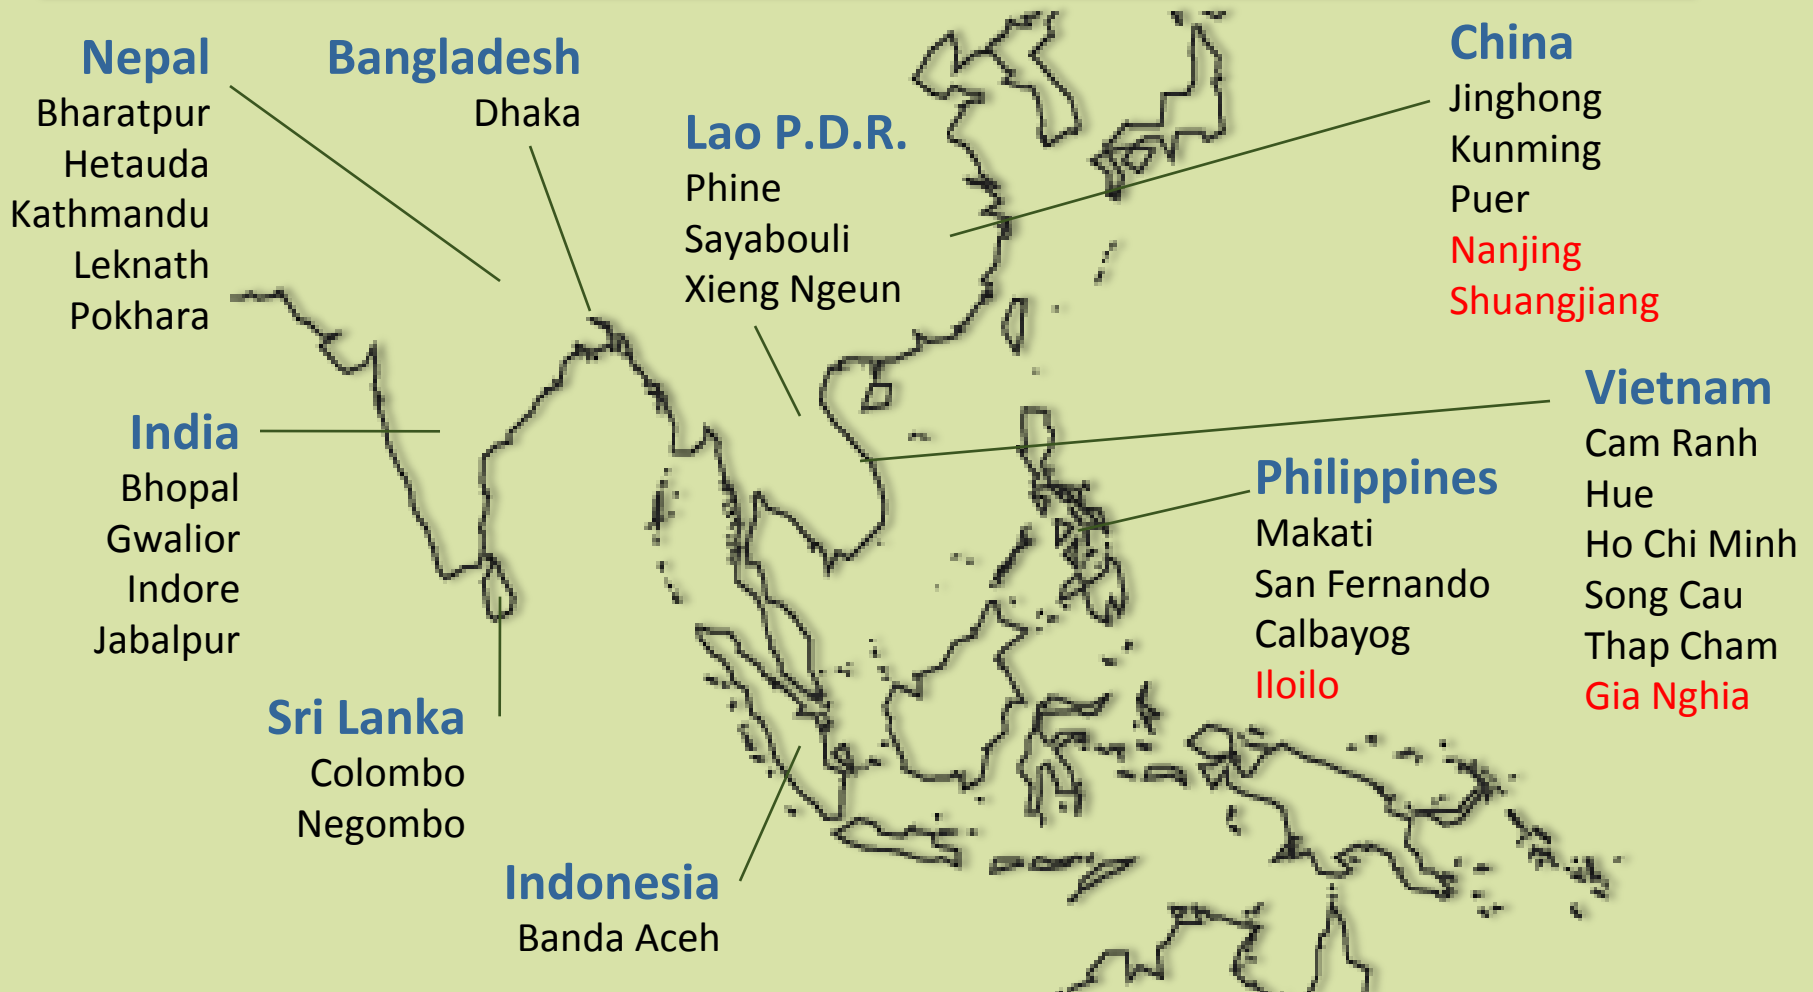 Nepal
Bharatpur
Hetauda
Kathmandu
Leknath
Pokhara
Bangladesh
Dhaka
Lao P.D.R.
Phine
Sayabouli
Xieng Ngeun
China
Jinghong
Kunming
Puer
Nanjing
Shuangjiang
India
Bhopal
Gwalior
Indore
Jabalpur
Vietnam
Cam Ranh
Hue
Ho Chi Minh
Song Cau
Thap Cham
Gia Nghia
Philippines
Makati
San Fernando
Calbayog
Iloilo
Sri Lanka
Colombo
Negombo
Indonesia
Banda Aceh